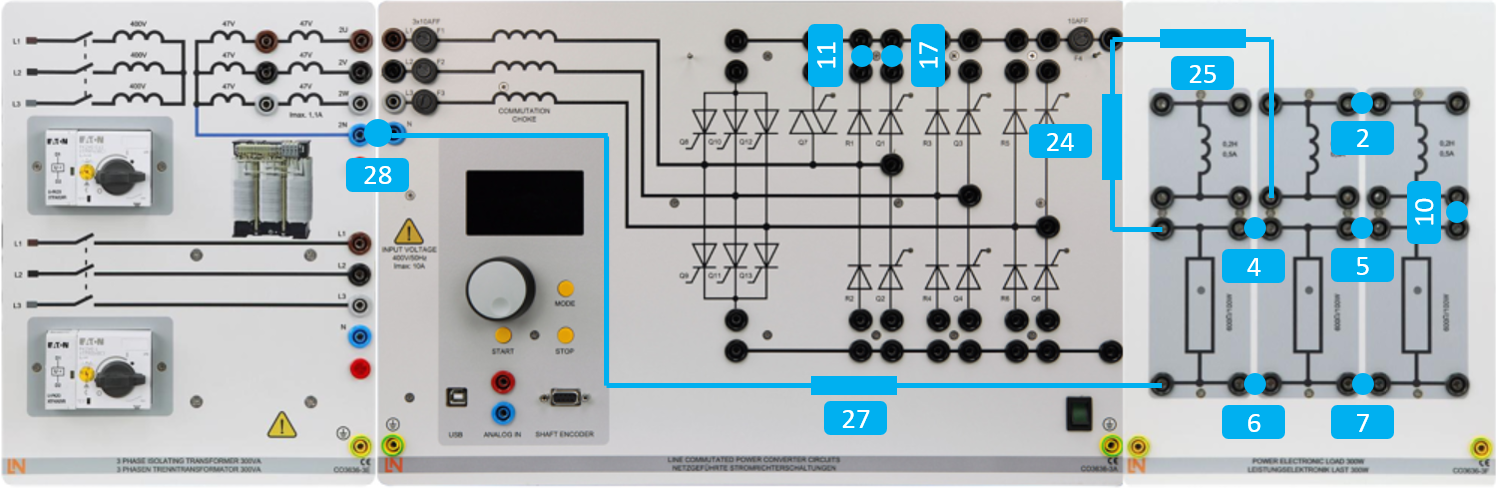 L1
400V
47V
47V
2U
L2
400V
47V
47V
2V
L3
400V
47V
47V
2W
Imax. 1,1A
2N
L1
L1
L2
L2
L3
L3
N
3 PHASE ISOLATING TRANSFORMER 300VA
3 PHASEN TRENNTRANSFORMATOR 300VA
CO3636-3E
28
3x10AFF
L1
F1
L2
F2
L3
F3
N
COMMUTATION
CHOKE
INPUT VOLTAGE
400V/50Hz
Imax: 10A
MODE
START
STOP
USB
ANALOG IN
SHAFT ENCODER
10AFF
F4
11
17
Q8
Q10
Q12
Q7
R1
Q1
R3
Q3
R5
Q9
Q11
Q13
R2
Q2
R4
Q4
R6
Q6
27
LINE COMMUTATED POWER CONVERTER CIRCUITS
NETZGEFÜHRTE STROMRICHTERSCHALTUNGEN
CO3636-3A
25
24
2
0,2H
0,5A
0,2H
0,5A
10
4
5
600Ω/100W
600Ω/100W
600Ω/100W
6
7
POWER ELECTRONIC LOAD 300W
LEISTUNGSELEKTRONIK LAST 300W
CO3636-3F